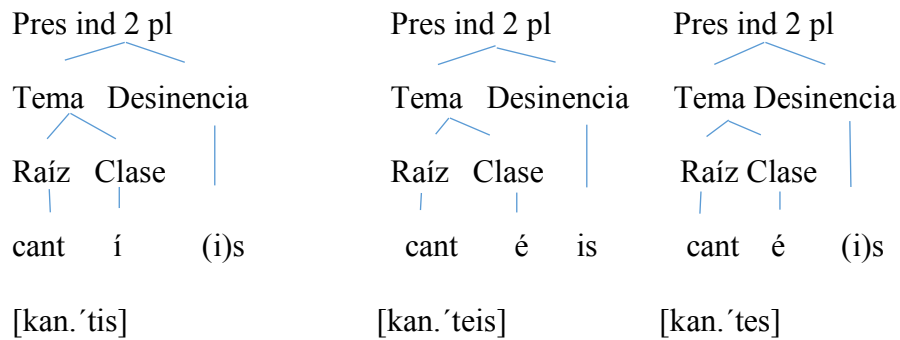 Pres ind 2 pl Pres ind 2 pl Pres ind 2 pl
Tema Desinencia Tema Desinencia Tema Desinencia
Raíz Clase Raíz Clase Raíz Clase
cant í (i)s cant é is cant é (i)s
[kan.´tis] [kan.´teis] [kan.´tes]